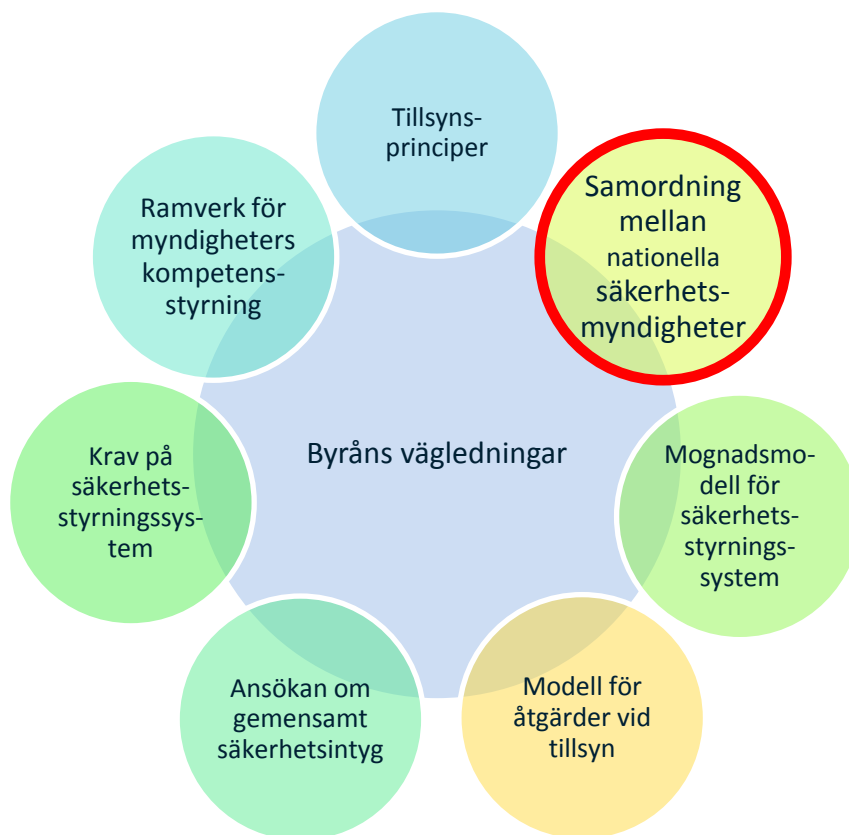 Tillsyns-
principer
Samordning
mellan
nationella
säkerhets-
myndigheter
Mognadsmo-
dell för
säkerhets-
styrnings-
system
Modell för
åtgärder vid
tillsyn
Ansökan om
gemensamt
säkerhetsintyg
Krav på
säkerhets-
styrningssys-
tem
Ramverk för
myndigheters
kompetens-
styrning
Byråns vägledningar